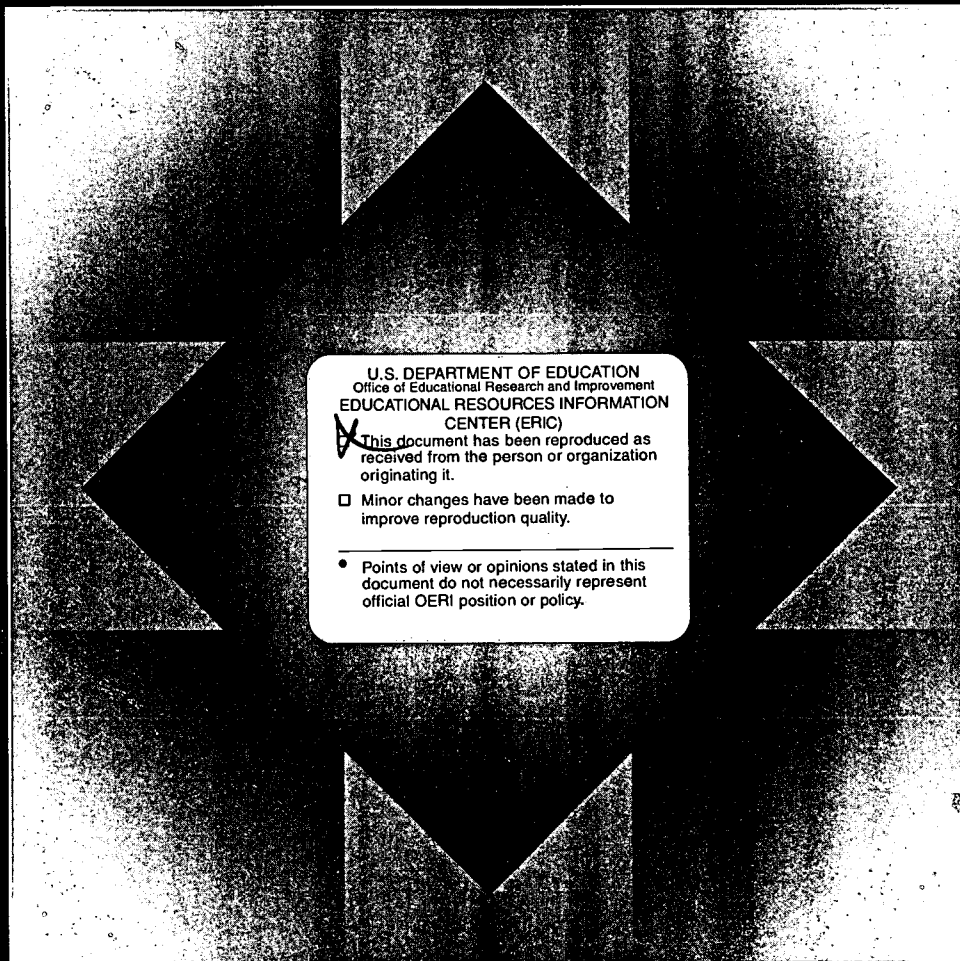 U.S. DEPARTMENT OF EDUCATION
Office of Educational Research and Improvement
EDUCATIONAL RESOURCES INFORMATION
CENTER (ERIC)
This document has been reproduced as
received from the person or organization
originating it.
□ Minor changes have been made to
improve reproduction quality.
• Points of view or opinions stated in this
document do not necessarily represent
official OERI position or policy.